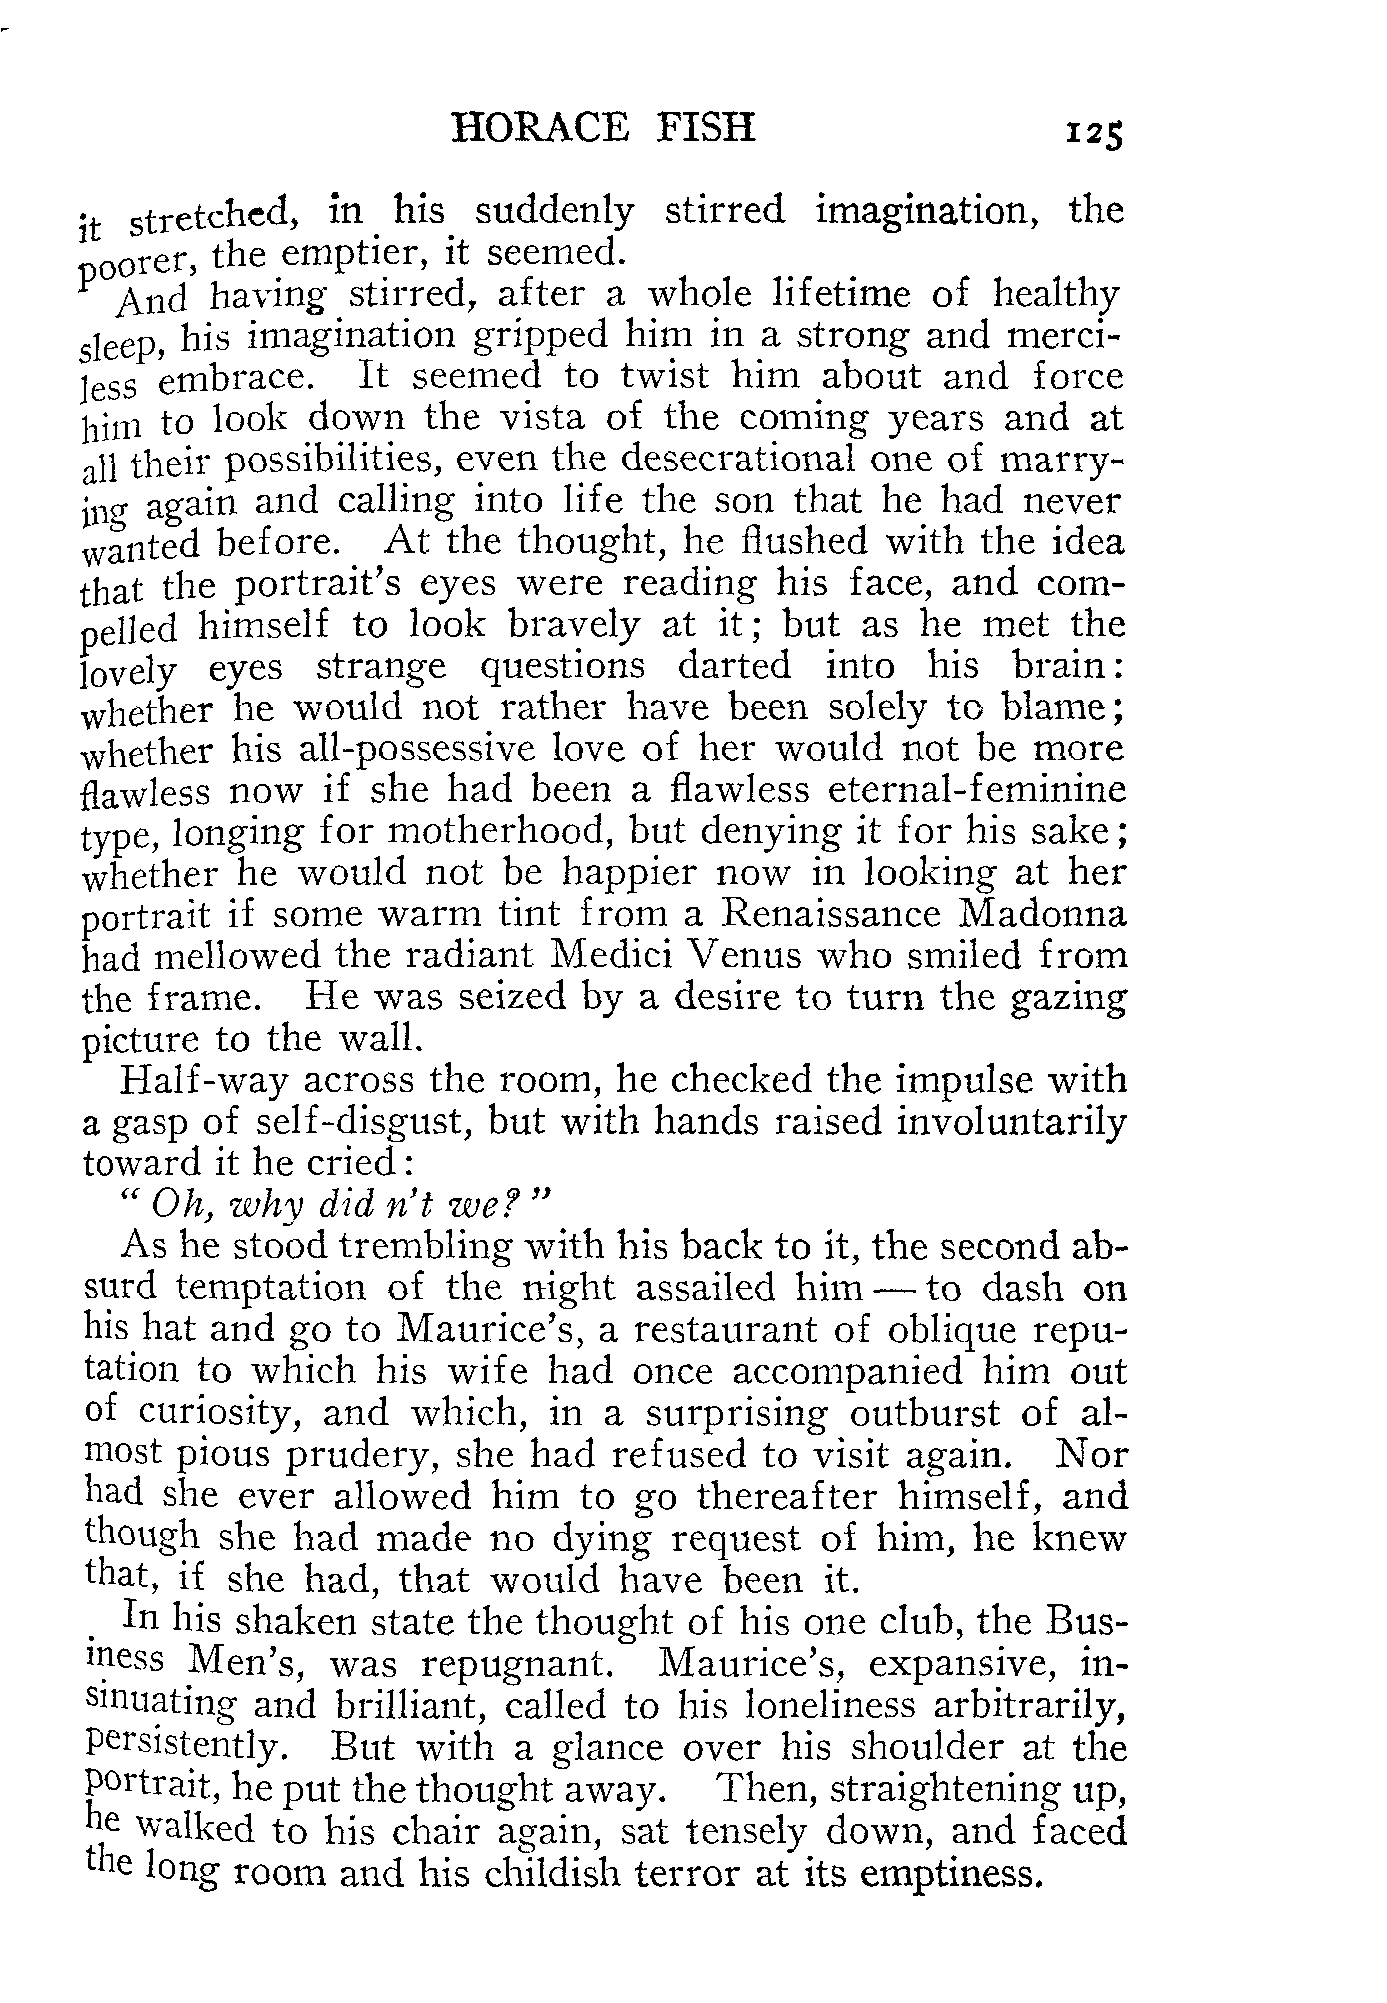 HORACE FISH 125
it stretched, in his suddenly stirred imagination, the
poorer, the emptier, it seemed.
And having stirred, after a whole lifetime of healthy
sleep, his imagination gripped him in a strong and merci-
less embrace. It seemed to twist him about and force
him to look down the vista of the coming years and at
all their possibilities, even the desecrational one of marry-
ing again and calling into life the son that he had never
wanted before. At the thought, he flushed with the idea
that the portrait's eyes were reading his face, and com-
pelled himself to look bravely at it; but as he met the
lovely eyes strange questions darted into his brain:
whether he would not rather have been solely to blame;
whether his all-possessive love of her would not be more
flawless now if she had been a flawless eternal-feminine
type, longing for motherhood, but denying it for his sake;
whether he would not be happier now in looking at her
portrait if some warm tint from a Renaissance Madonna
had mellowed the radiant Medici Venus who smiled from
the frame. He was seized by a desire to turn the gazing
picture to the wall.
Half-way across the room, he checked the impulse with
a gasp of self-disgust, but with hands raised involuntarily
toward it he cried:
“ Oh, why did n't we? ”
As he stood trembling with his back to it, the second ab-
surd temptation of the night assailed him — to dash on
his hat and go to Maurice's, a restaurant of oblique repu-
tation to which his wife had once accompanied him out
of curiosity, and which, in a surprising outburst of al-
most pious prudery, she had refused to visit again. Nor
had she ever allowed him to go thereafter himself, and
though she had made no dying request of him, he knew
that, if she had, that would have been it.
In his shaken state the thought of his one club, the Bus-
iness Men's, was repugnant. Maurice's, expansive, in-
sinuating and brilliant, called to his loneliness arbitrarily,
persistently. But with a glance over his shoulder at the
portrait, he put the thought away. Then, straightening up,
he walked to his chair again, sat tensely down, and faced
the long room and his childish terror at its emptiness.